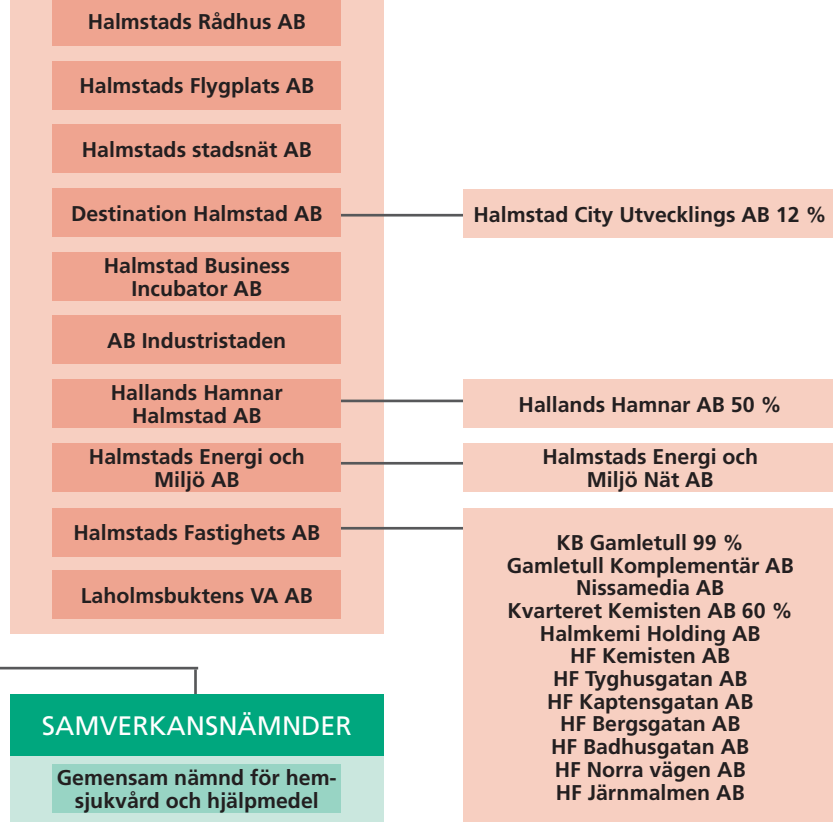 Halmstads Rådhus AB
Halmstads Flygplats AB
Halmstads stadsnät AB
Destination Halmstad AB
Halmstad City Utvecklings AB 12 %
Halmstad Business
Incubator AB
AB Industristaden
Hallands Hamnar
Halmstad AB
Hallands Hamnar AB 50 %
Halmstads Energi och
Miljö AB
Halmstads Energi och
Miljö Nät AB
Halmstads Fastighets AB
KB Gamletull 99 %
Gamletull Komplementär AB
Nissamedia AB
Kvarteret Kemisten AB 60 %
Halmkemi Holding AB
HF Kemisten AB
HF Tyghusgatan AB
HF Kaptensgatan AB
HF Bergsgatan AB
HF Badhusgatan AB
HF Norra vägen AB
HF Järnmalmen AB
Laholmsbuktens VA AB
SAMVERKANSNÄMNDER
Gemensam nämnd för hem-
sjukvård och hjälpmedel